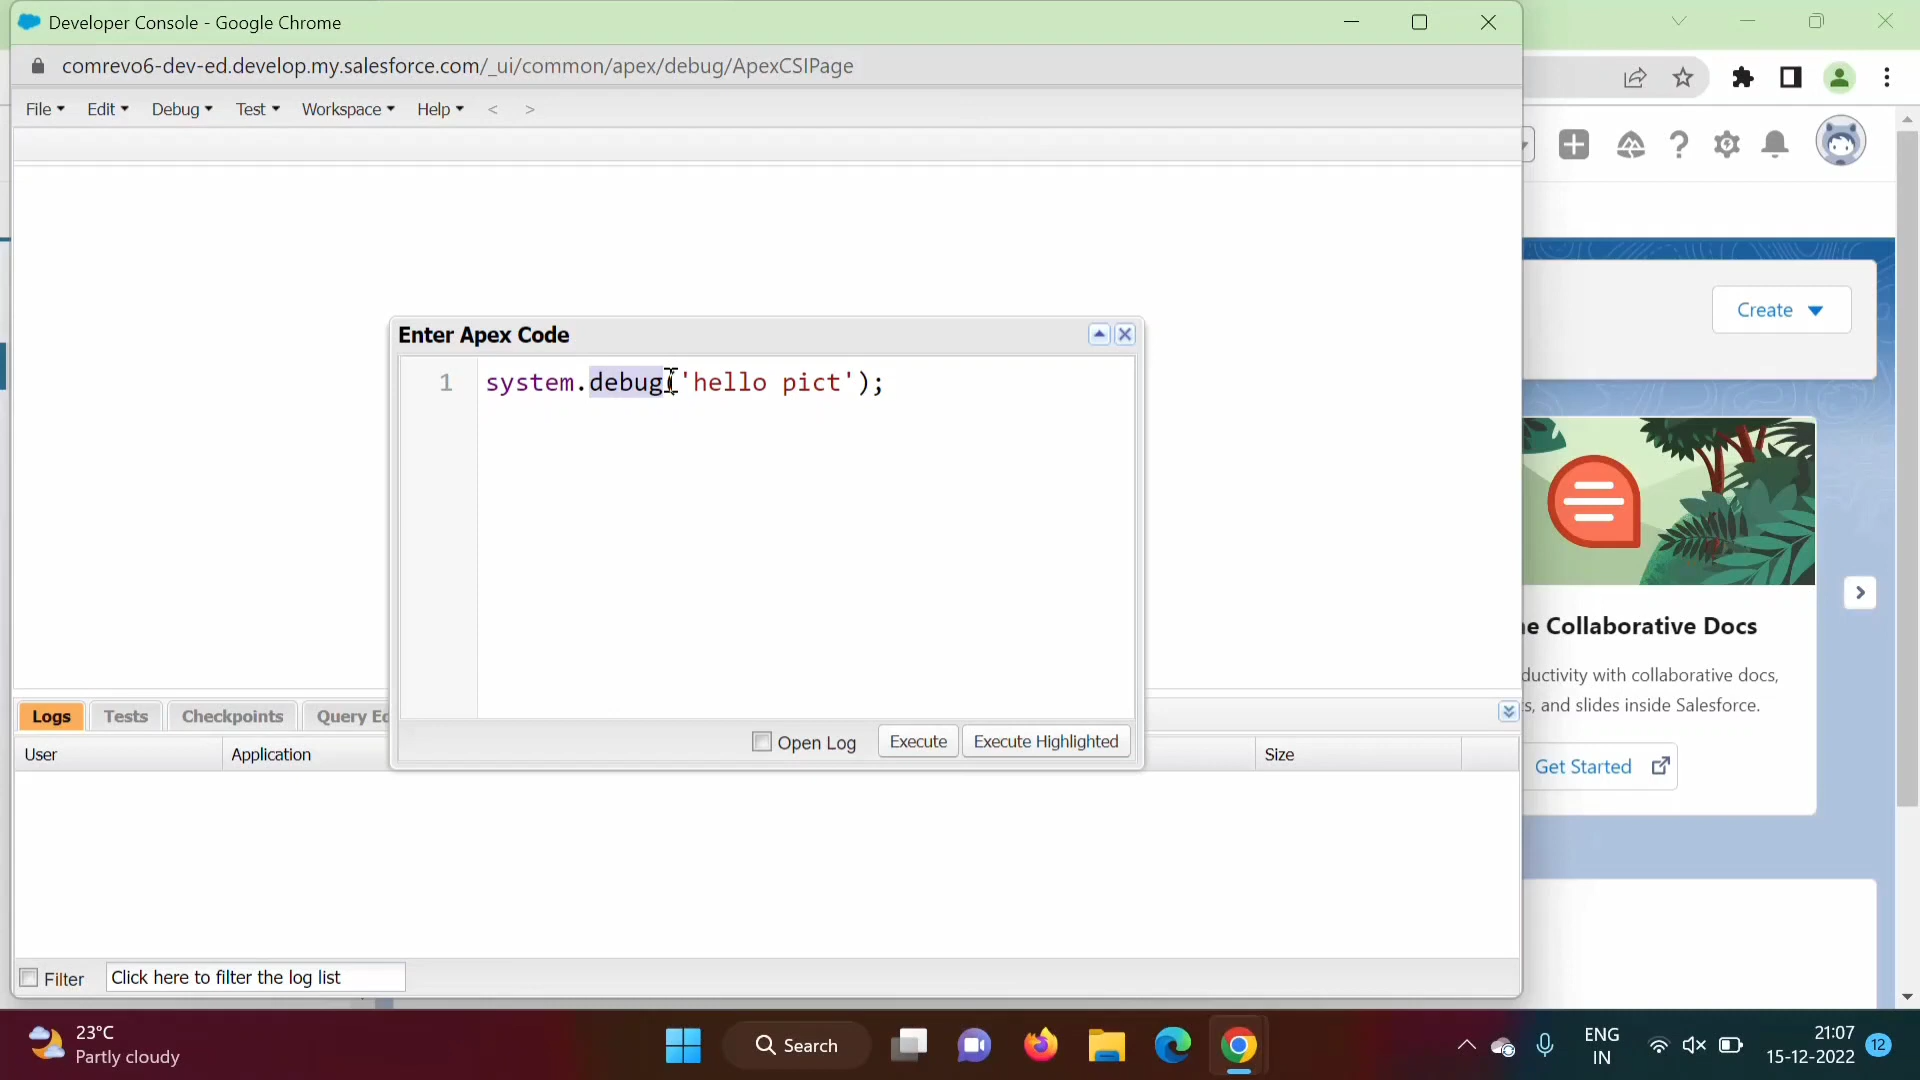 Developer Console - Google Chrome
comrevo6-dev-ed.develop.my.salesforce.com/_ui/common/apex/debug/ApexCSIPage
File Edit Debug Test Workspace Help < >
Create
Enter Apex Code
1 system.debug('hello pict');
Collaborative Docs
with collaborative docs,
and slides inside Salesforce.
Get Started
Open Log Execute Execute Highlighted
Logs Tests Checkpoints Query
User Application Size
Filter Click here to filter the log list
23°C
Partly cloudy
Search
ENG
IN
21:07
15-12-2022
12